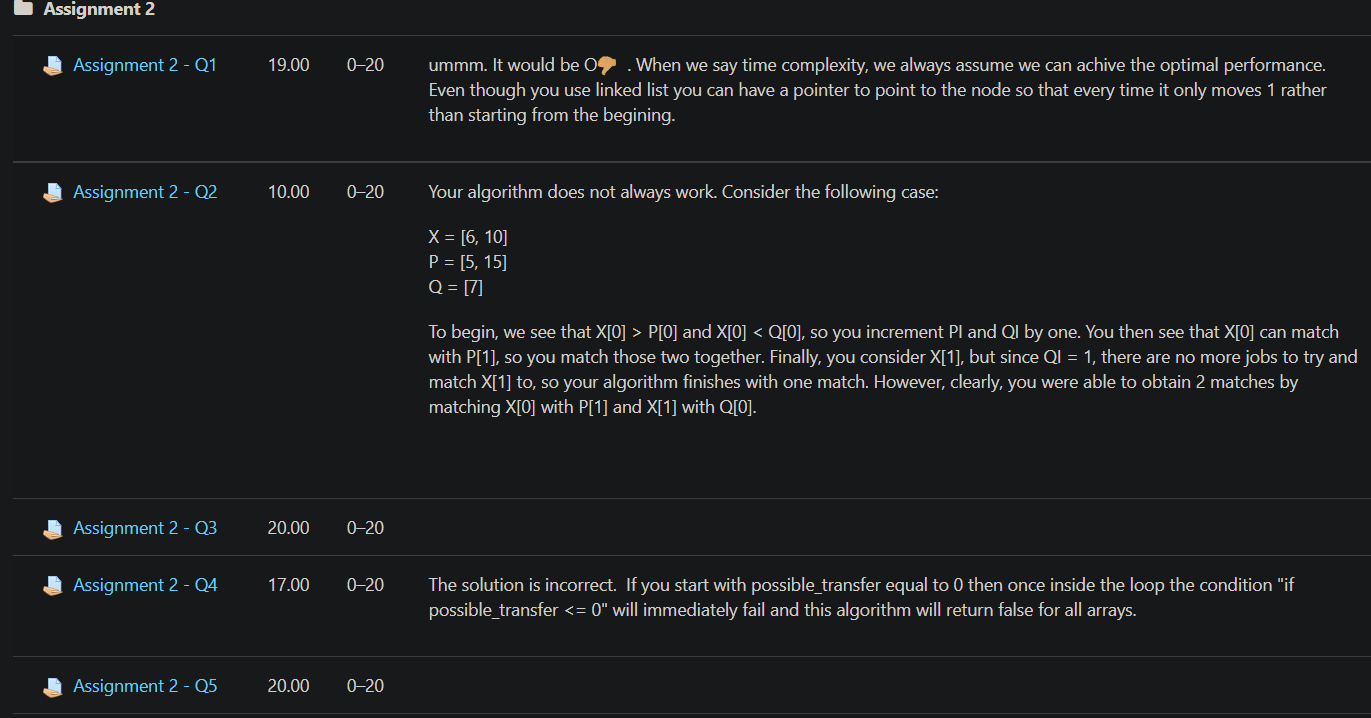 Assignment 2
Assignment 2 - Q1 19.00 0–20 ummm. It would be O👎 . When we say time complexity, we always assume we can achive the optimal performance.
Even though you use linked list you can have a pointer to point to the node so that every time it only moves 1 rather
than starting from the begining.
Assignment 2 - Q2 10.00 0–20 Your algorithm does not always work. Consider the following case:
X = [6, 10]
P = [5, 15]
Q = [7]
To begin, we see that X[0] > P[0] and X[0] < Q[0], so you increment PI and QI by one. You then see that X[0] can match
with P[1], so you match those two together. Finally, you consider X[1], but since QI = 1, there are no more jobs to try and
match X[1] to, so your algorithm finishes with one match. However, clearly, you were able to obtain 2 matches by
matching X[0] with P[1] and X[1] with Q[0].
Assignment 2 - Q3 20.00 0–20
Assignment 2 - Q4 17.00 0–20 The solution is incorrect.  If you start with possible_transfer equal to 0 then once inside the loop the condition "if
possible_transfer <= 0" will immediately fail and this algorithm will return false for all arrays.
Assignment 2 - Q5 20.00 0–20